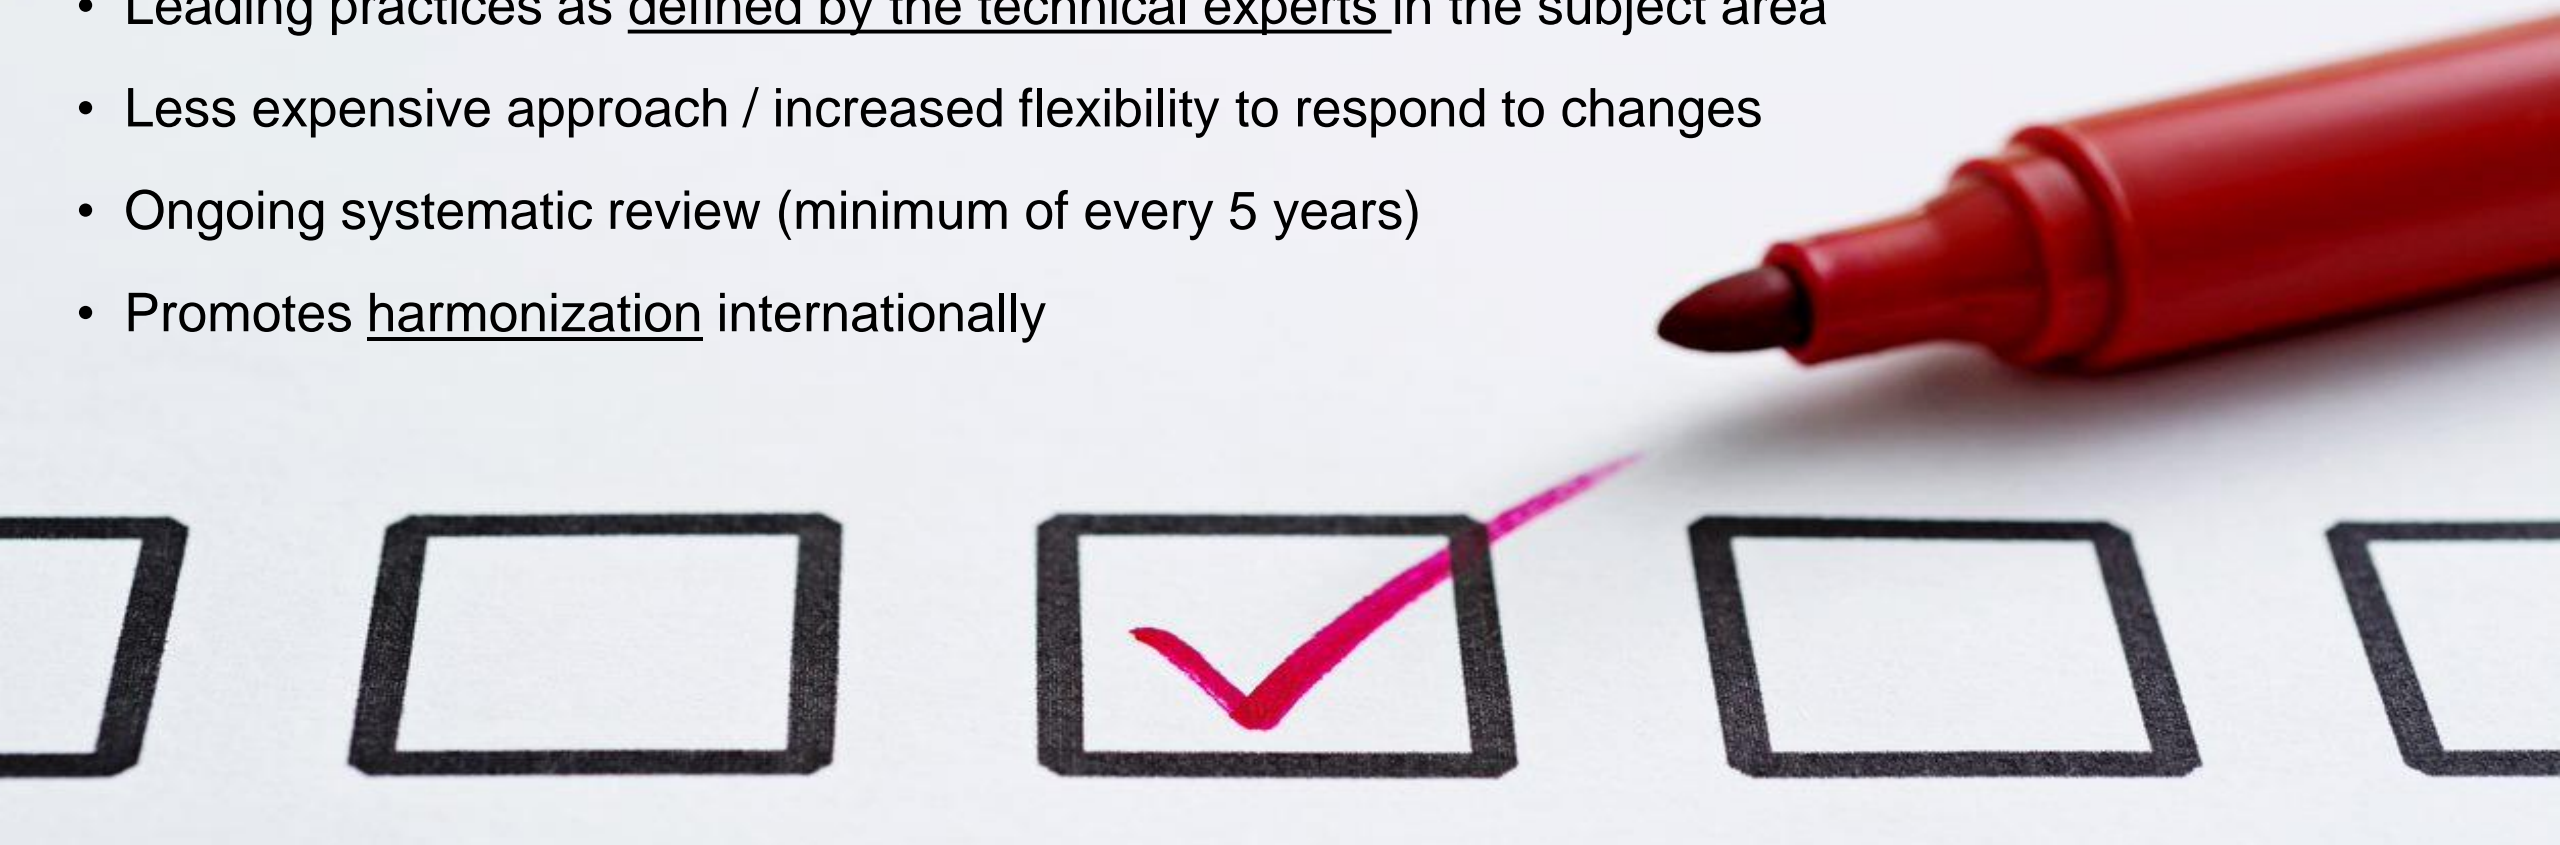 • Leading practices as defined by the technical experts in the subject area
• Less expensive approach / increased flexibility to respond to changes
• Ongoing systematic review (minimum of every 5 years)
• Promotes harmonization internationally